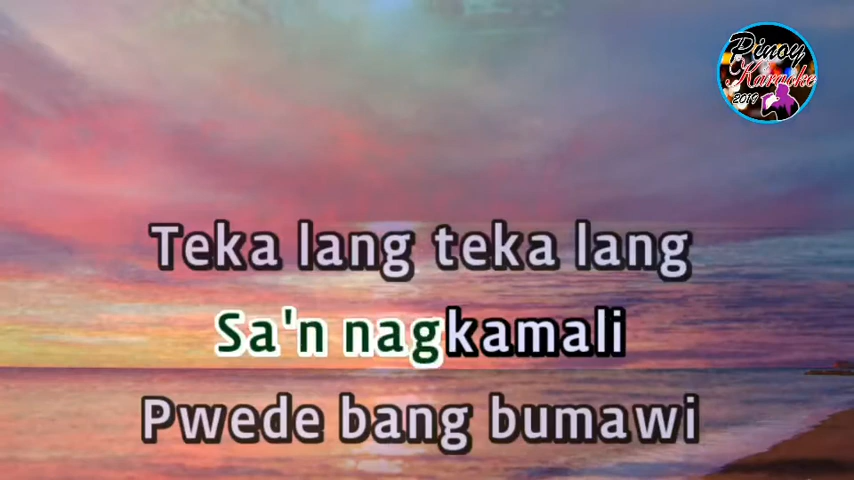 Pinoy
Karaoke
2019
Teka lang teka lang
Sa'n nagkamali
Pwede bang bumawi